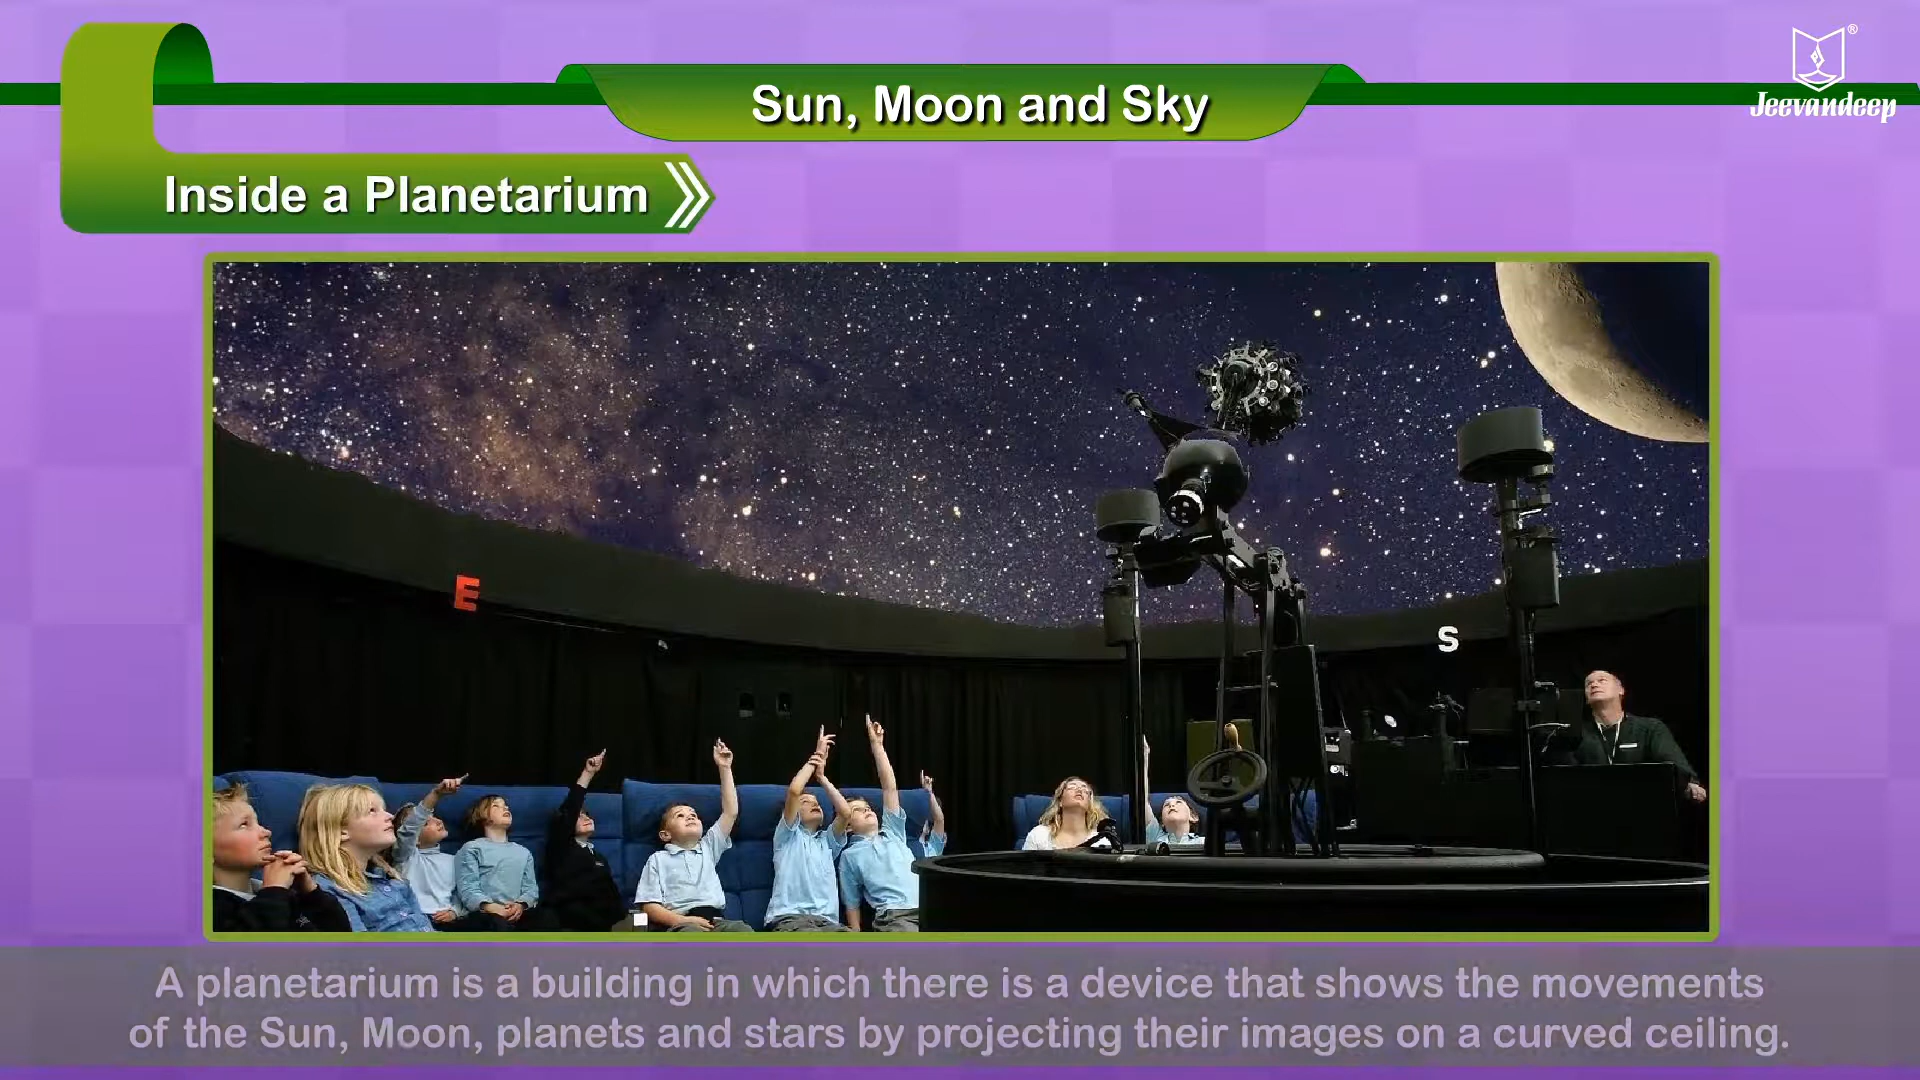 Sun, Moon and Sky
®
Jeevandeep
Inside a Planetarium
E
S
A planetarium is a building in which there is a device that shows the movements
of the Sun, Moon, planets and stars by projecting their images on a curved ceiling.